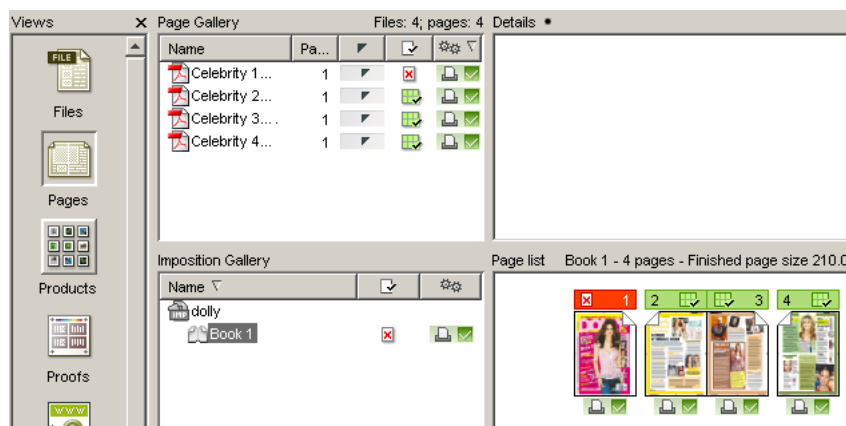 Views
Files
Pages
Products
Proofs
FILE
WWW
Page Gallery Files: 4; pages: 4
Name Pa...
Celebrity 1... 1
Celebrity 2... 1
Celebrity 3... 1
Celebrity 4... 1
Details
Imposition Gallery
Name
dolly
Book 1
Page list Book 1 - 4 pages - Finished page size 210.0
1 2 3 4